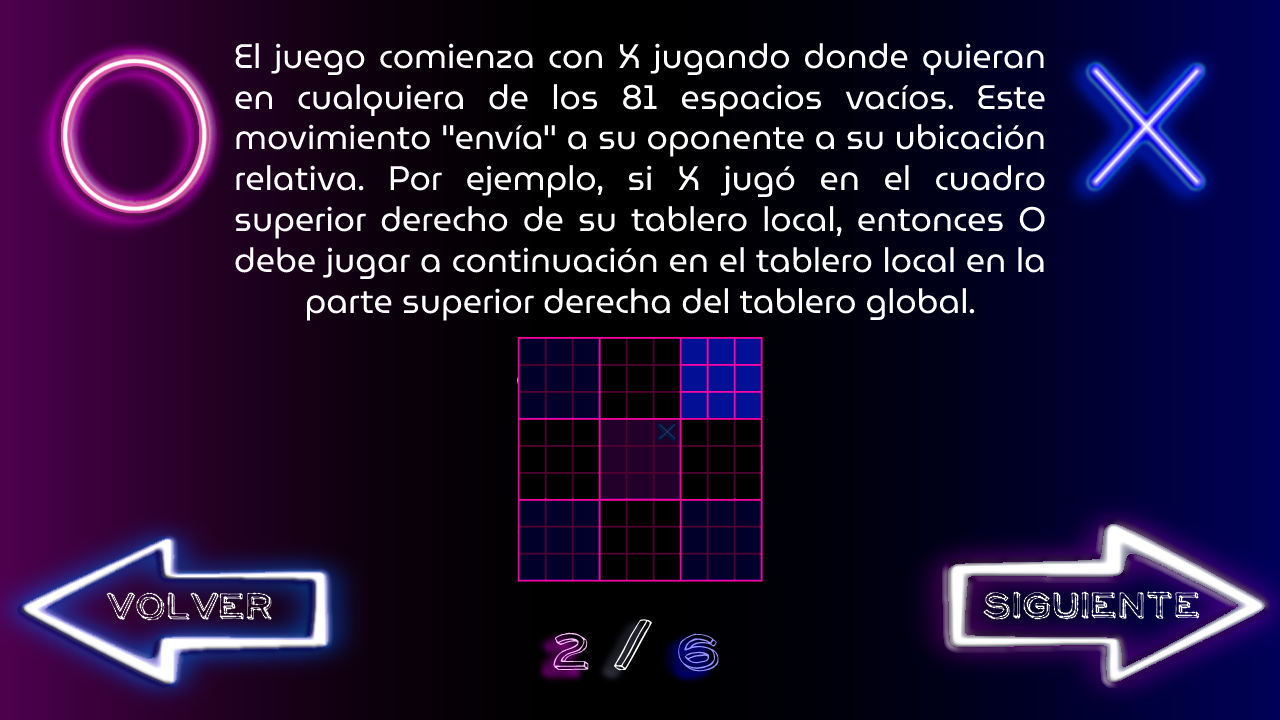 El juego comienza con X jugando donde quieran
en cualquiera de los 81 espacios vacíos. Este
movimiento "envía" a su oponente a su ubicación
relativa. Por ejemplo, si X jugó en el cuadro
superior derecho de su tablero local, entonces O
debe jugar a continuación en el tablero local en la
parte superior derecha del tablero global.
VOLVER
SIGUIENTE
2 / 6